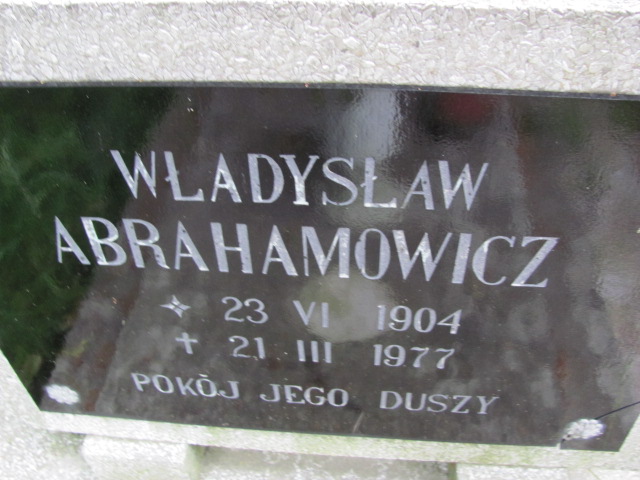 WŁADYSŁAW
ABRAHAMOWICZ
✧ 23 VI 1904
✝ 21 III 1977
POKÓJ JEGO DUSZY